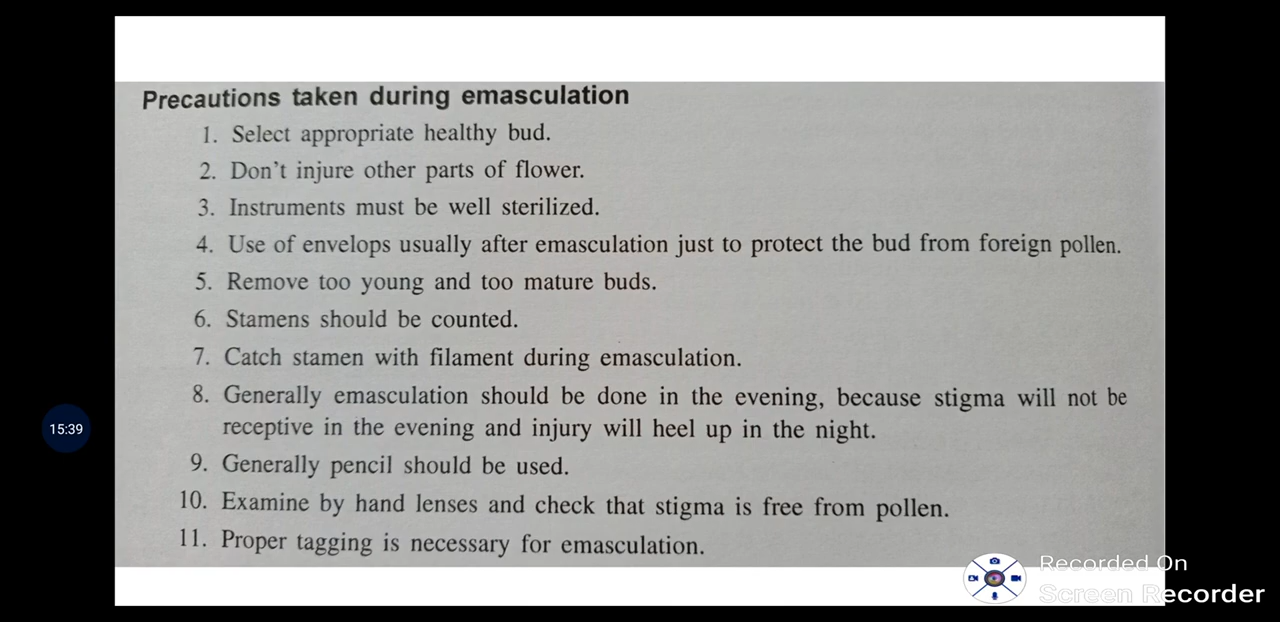 Precautions taken during emasculation
1. Select appropriate healthy bud.
2. Don't injure other parts of flower.
3. Instruments must be well sterilized.
4. Use of envelops usually after emasculation just to protect the bud from foreign pollen.
5. Remove too young and too mature buds.
6. Stamens should be counted.
7. Catch stamen with filament during emasculation.
8. Generally emasculation should be done in the evening, because stigma will not be
receptive in the evening and injury will heel up in the night.
9. Generally pencil should be used.
10. Examine by hand lenses and check that stigma is free from pollen.
11. Proper tagging is necessary for emasculation.
15:39
Recorded On
Screen Recorder